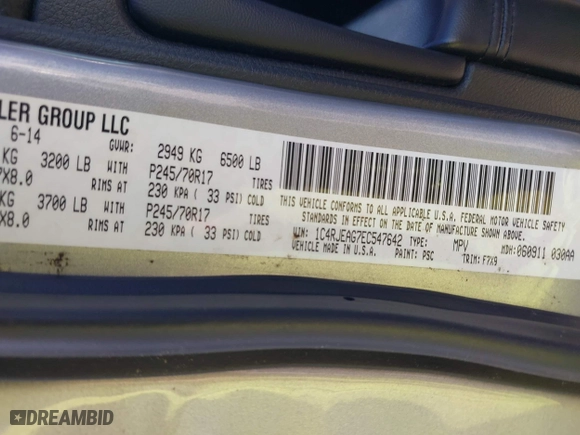 LER GROUP LLC
6-14 GVWR: 2949 KG 6500 LB
KG 3200 LB WITH P245/70R17 TIRES
X8.0 RIMS AT 230 KPA ( 33 PSI) COLD
KG 3700 LB WITH P245/70R17 TIRES
X8.0 RIMS AT 230 KPA ( 33 PSI) COLD
THIS VEHICLE CONFORMS TO ALL APPLICABLE U.S.A. FEDERAL MOTOR VEHICLE SAFETY
STANDARDS IN EFFECT ON THE DATE OF MANUFACTURE SHOWN ABOVE.
VIN: 1C4RJEAG7EC547642 TYPE: MPV MDH:060911 030AA
VEHICLE MADE IN U.S.A. PAINT: PSC TRIM: F7X9
DREAMBID